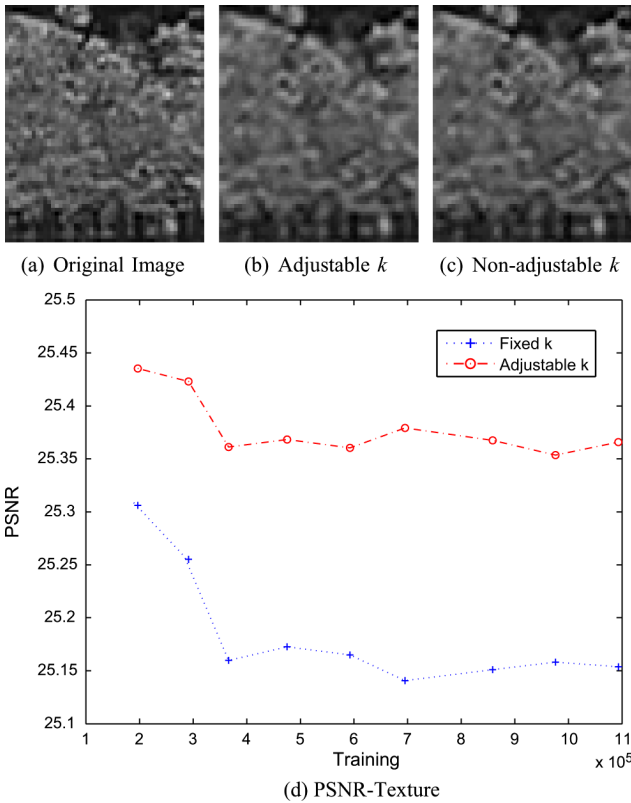 (a) Original Image
(b) Adjustable k
(c) Non-adjustable k
25.5
25.45
25.4
25.35
25.3
25.25
25.2
25.15
25.1
PSNR
Fixed k
Adjustable k
1 2 3 4 5 6 7 8 9 10 11
Training
x 10⁵
(d) PSNR-Texture